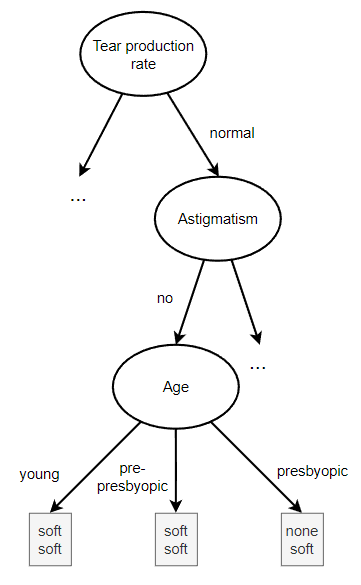 Tear production
rate
normal
...
Astigmatism
no
...
Age
young
pre-
presbyopic
presbyopic
soft
soft
soft
soft
none
soft